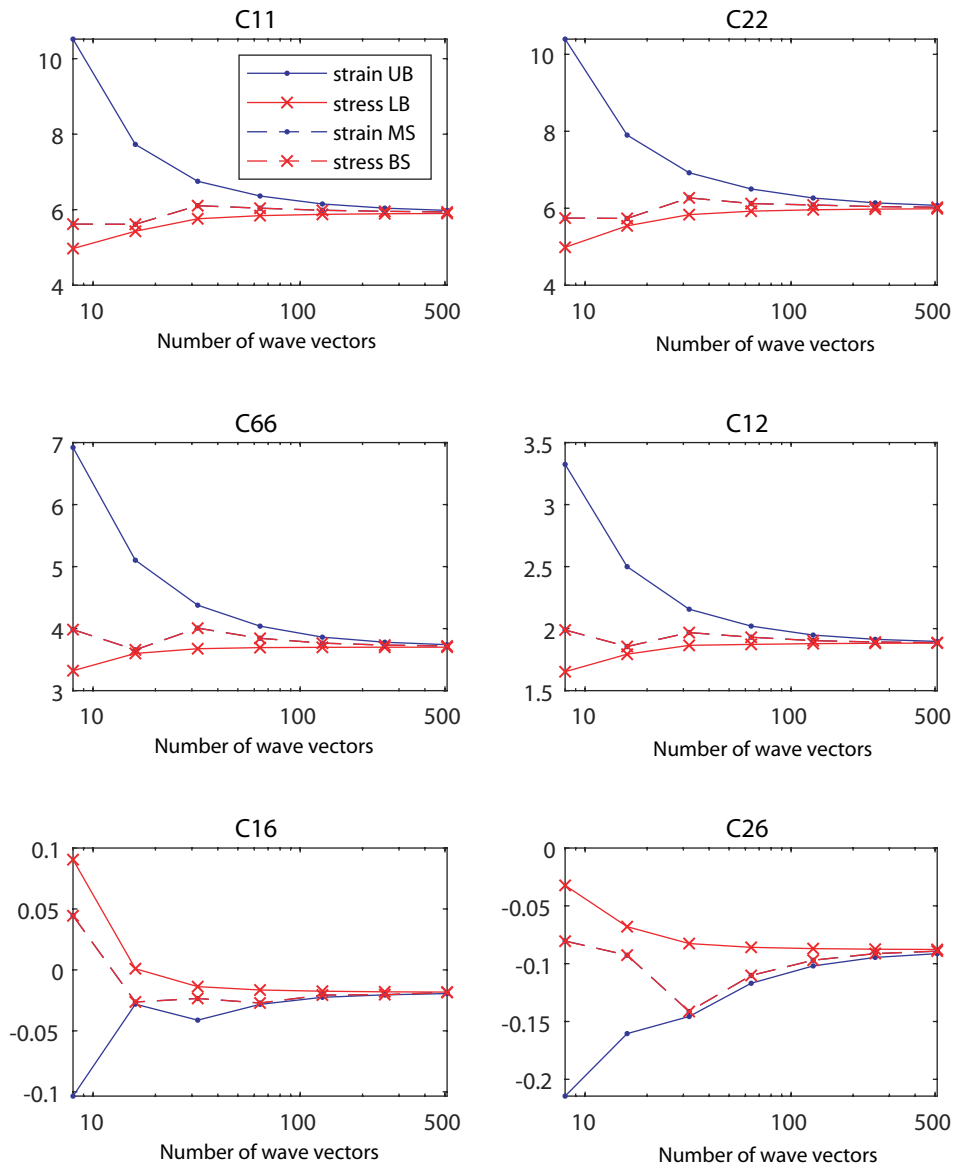 C11
10
8
6
4
10
100
500
Number of wave vectors
strain UB
stress LB
strain MS
stress BS
C22
10
8
6
4
10
100
500
Number of wave vectors
C66
7
6
5
4
3
10
100
500
Number of wave vectors
C12
3.5
3
2.5
2
1.5
10
100
500
Number of wave vectors
C16
0.1
0.05
0
-0.05
-0.1
10
100
500
Number of wave vectors
C26
0
-0.05
-0.1
-0.15
-0.2
10
100
500
Number of wave vectors